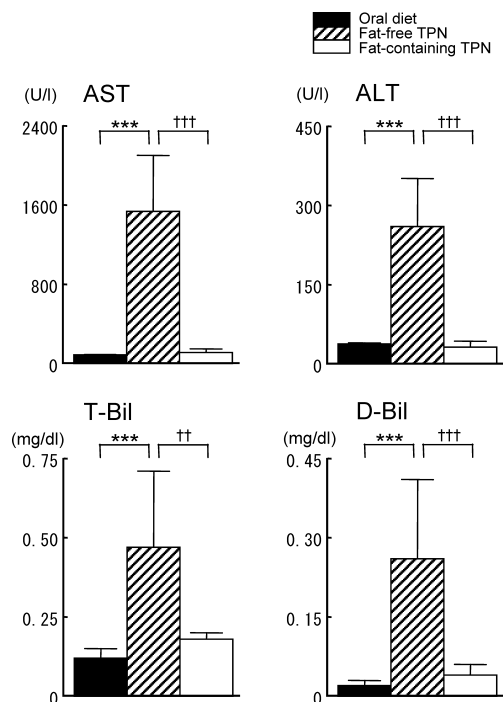 Oral diet
Fat-free TPN
Fat-containing TPN
(U/l) AST
2400
1600
800
0
*** †††
(U/l) ALT
450
300
150
0
*** †††
T-Bil
(mg/dl)
0.75
0.50
0.25
0
*** ††
D-Bil
(mg/dl)
0.45
0.30
0.15
0
*** †††